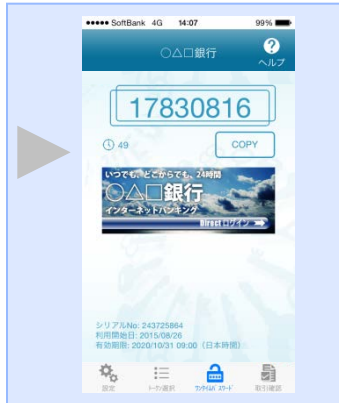 SoftBank 4G 14:07 99%
○△□銀行
?
ヘルプ
17830816
49
COPY
いつでも、どこからでも、24時間
○△□銀行
インターネットバンキング
Direct ログイン
シリアルNo: 243725864
利用開始日: 2015/08/26
有効期限: 2020/10/31 09:00（日本時間）
設定
トークン選択
ワンタイムパスワード
取引確認